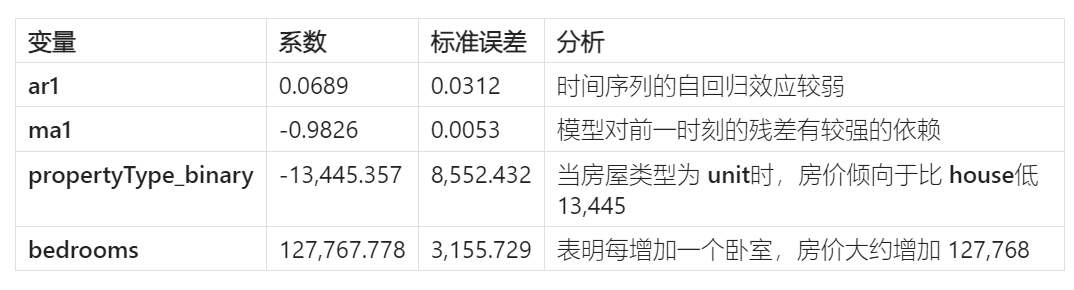 变量 系数 标准误差 分析
ar1 0.0689 0.0312 时间序列的自回归效应较弱
ma1 -0.9826 0.0053 模型对前一时刻的残差有较强的依赖
propertyType_binary -13,445.357 8,552.432 当房屋类型为 unit时，房价倾向于比 house低
13,445
bedrooms 127,767.778 3,155.729 表明每增加一个卧室，房价大约增加 127,768